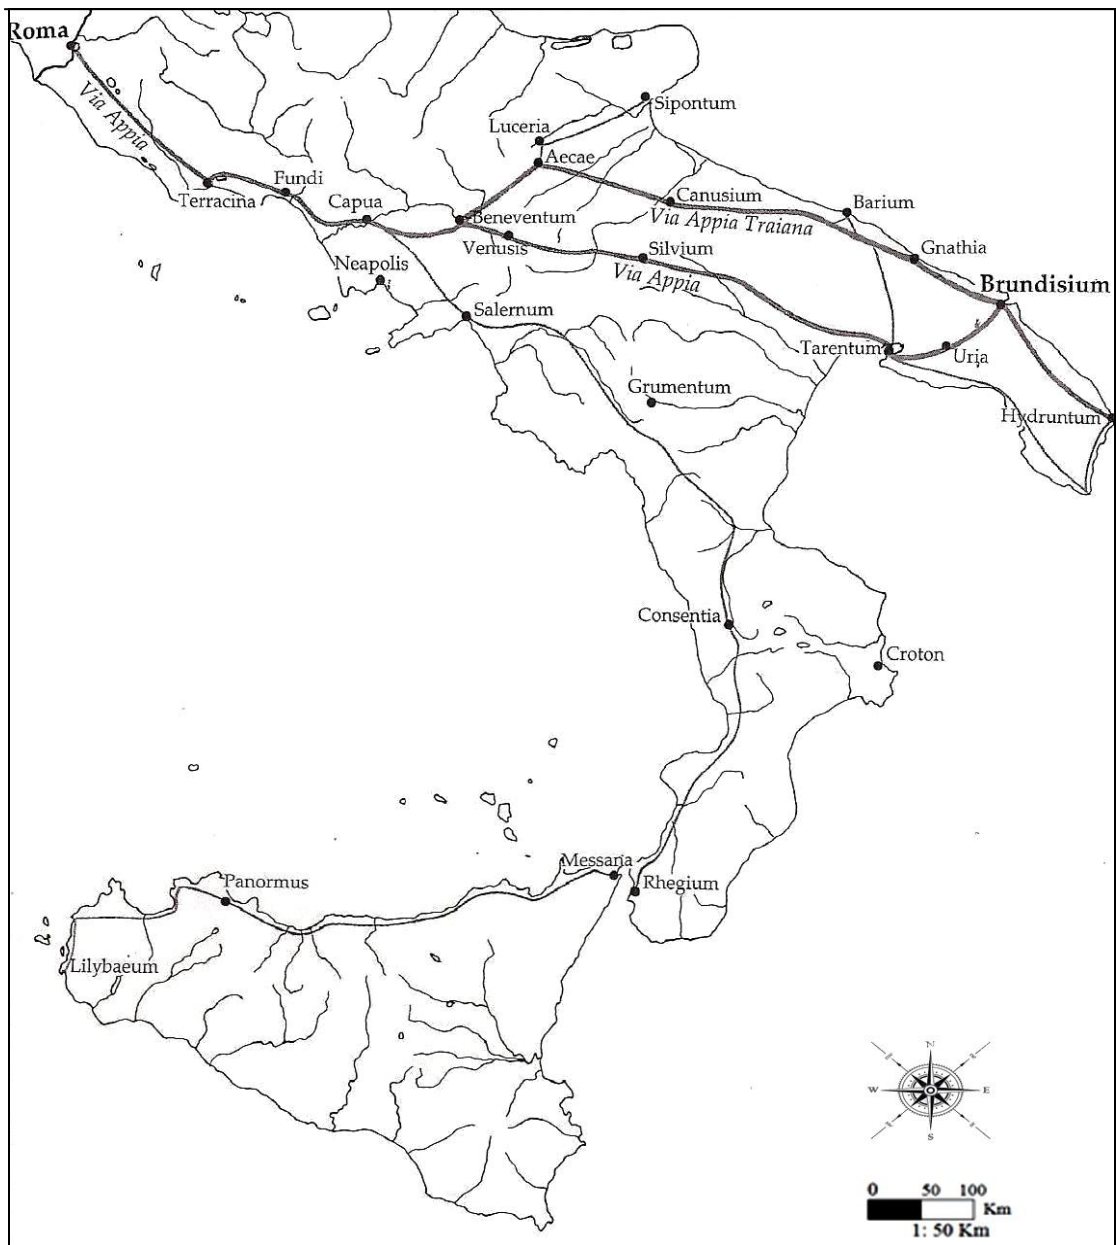 Roma
Via Appia
Sipontum
Luceria
Aecae
Terracina
Fundi
Capua
Beneventum
Canusium
Via Appia Traiana
Barium
Venusis
Silvium
Via Appia
Gnathia
Neapolis
Brundisium
Salernum
Tarentum
Uria
Grumentum
Hydruntum
Consentia
Croton
Messana
Panormus
Rhegium
Lilybaeum
N
W E
S
0 50 100
Km
1: 50 Km